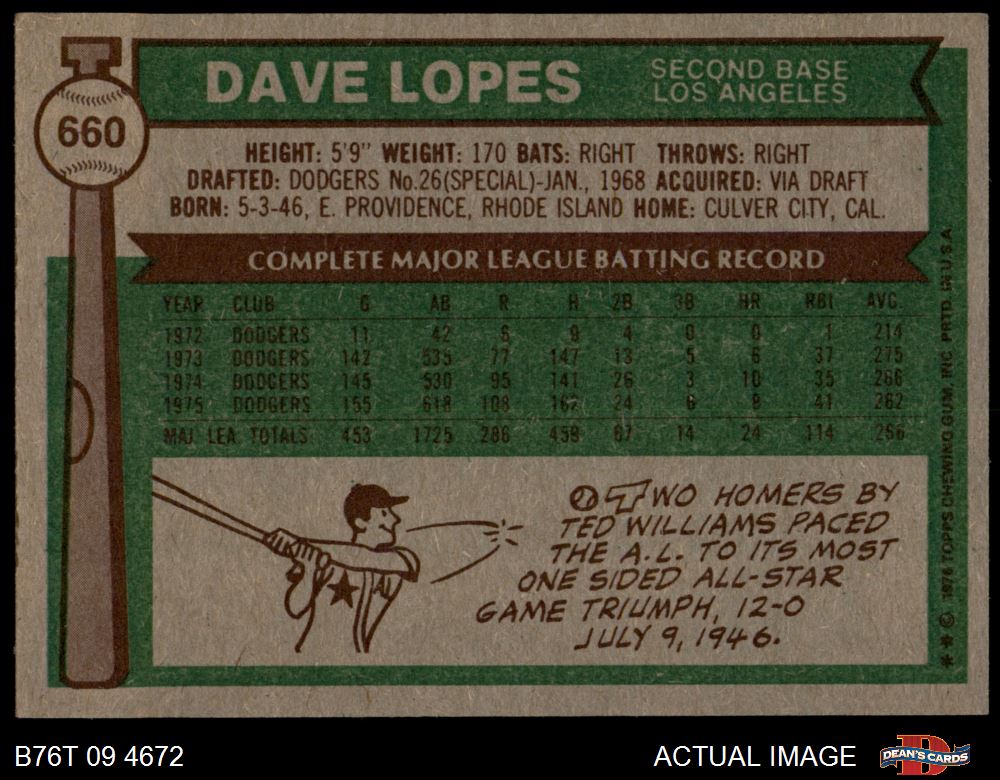 660
DAVE LOPES
SECOND BASE
LOS ANGELES
HEIGHT: 5'9" WEIGHT: 170 BATS: RIGHT THROWS: RIGHT
DRAFTED: DODGERS No.26(SPECIAL)-JAN., 1968 ACQUIRED: VIA DRAFT
BORN: 5-3-46, E. PROVIDENCE, RHODE ISLAND HOME: CULVER CITY, CAL.
COMPLETE MAJOR LEAGUE BATTING RECORD
YEAR CLUB G AB R H 2B 3B HR RBI AVG.
1972 DODGERS 11 42 6 9 4 0 0 1 214
1973 DODGERS 142 535 77 147 13 5 6 37 275
1974 DODGERS 145 530 95 141 26 3 10 35 266
1975 DODGERS 155 618 108 162 24 6 8 41 262
MAJ. LEA. TOTALS 453 1725 286 459 67 14 24 114 266
TWO HOMERS BY
TED WILLIAMS PACED
THE A.L. TO ITS MOST
ONE SIDED ALL-STAR
GAME TRIUMPH, 12-0
JULY 9, 1946.
A
** © 1976 TOPPS CHEWING GUM, INC. PRTD. IN U.S.A.
B76T 09 4672
ACTUAL IMAGE
D
DEAN'S CARDS